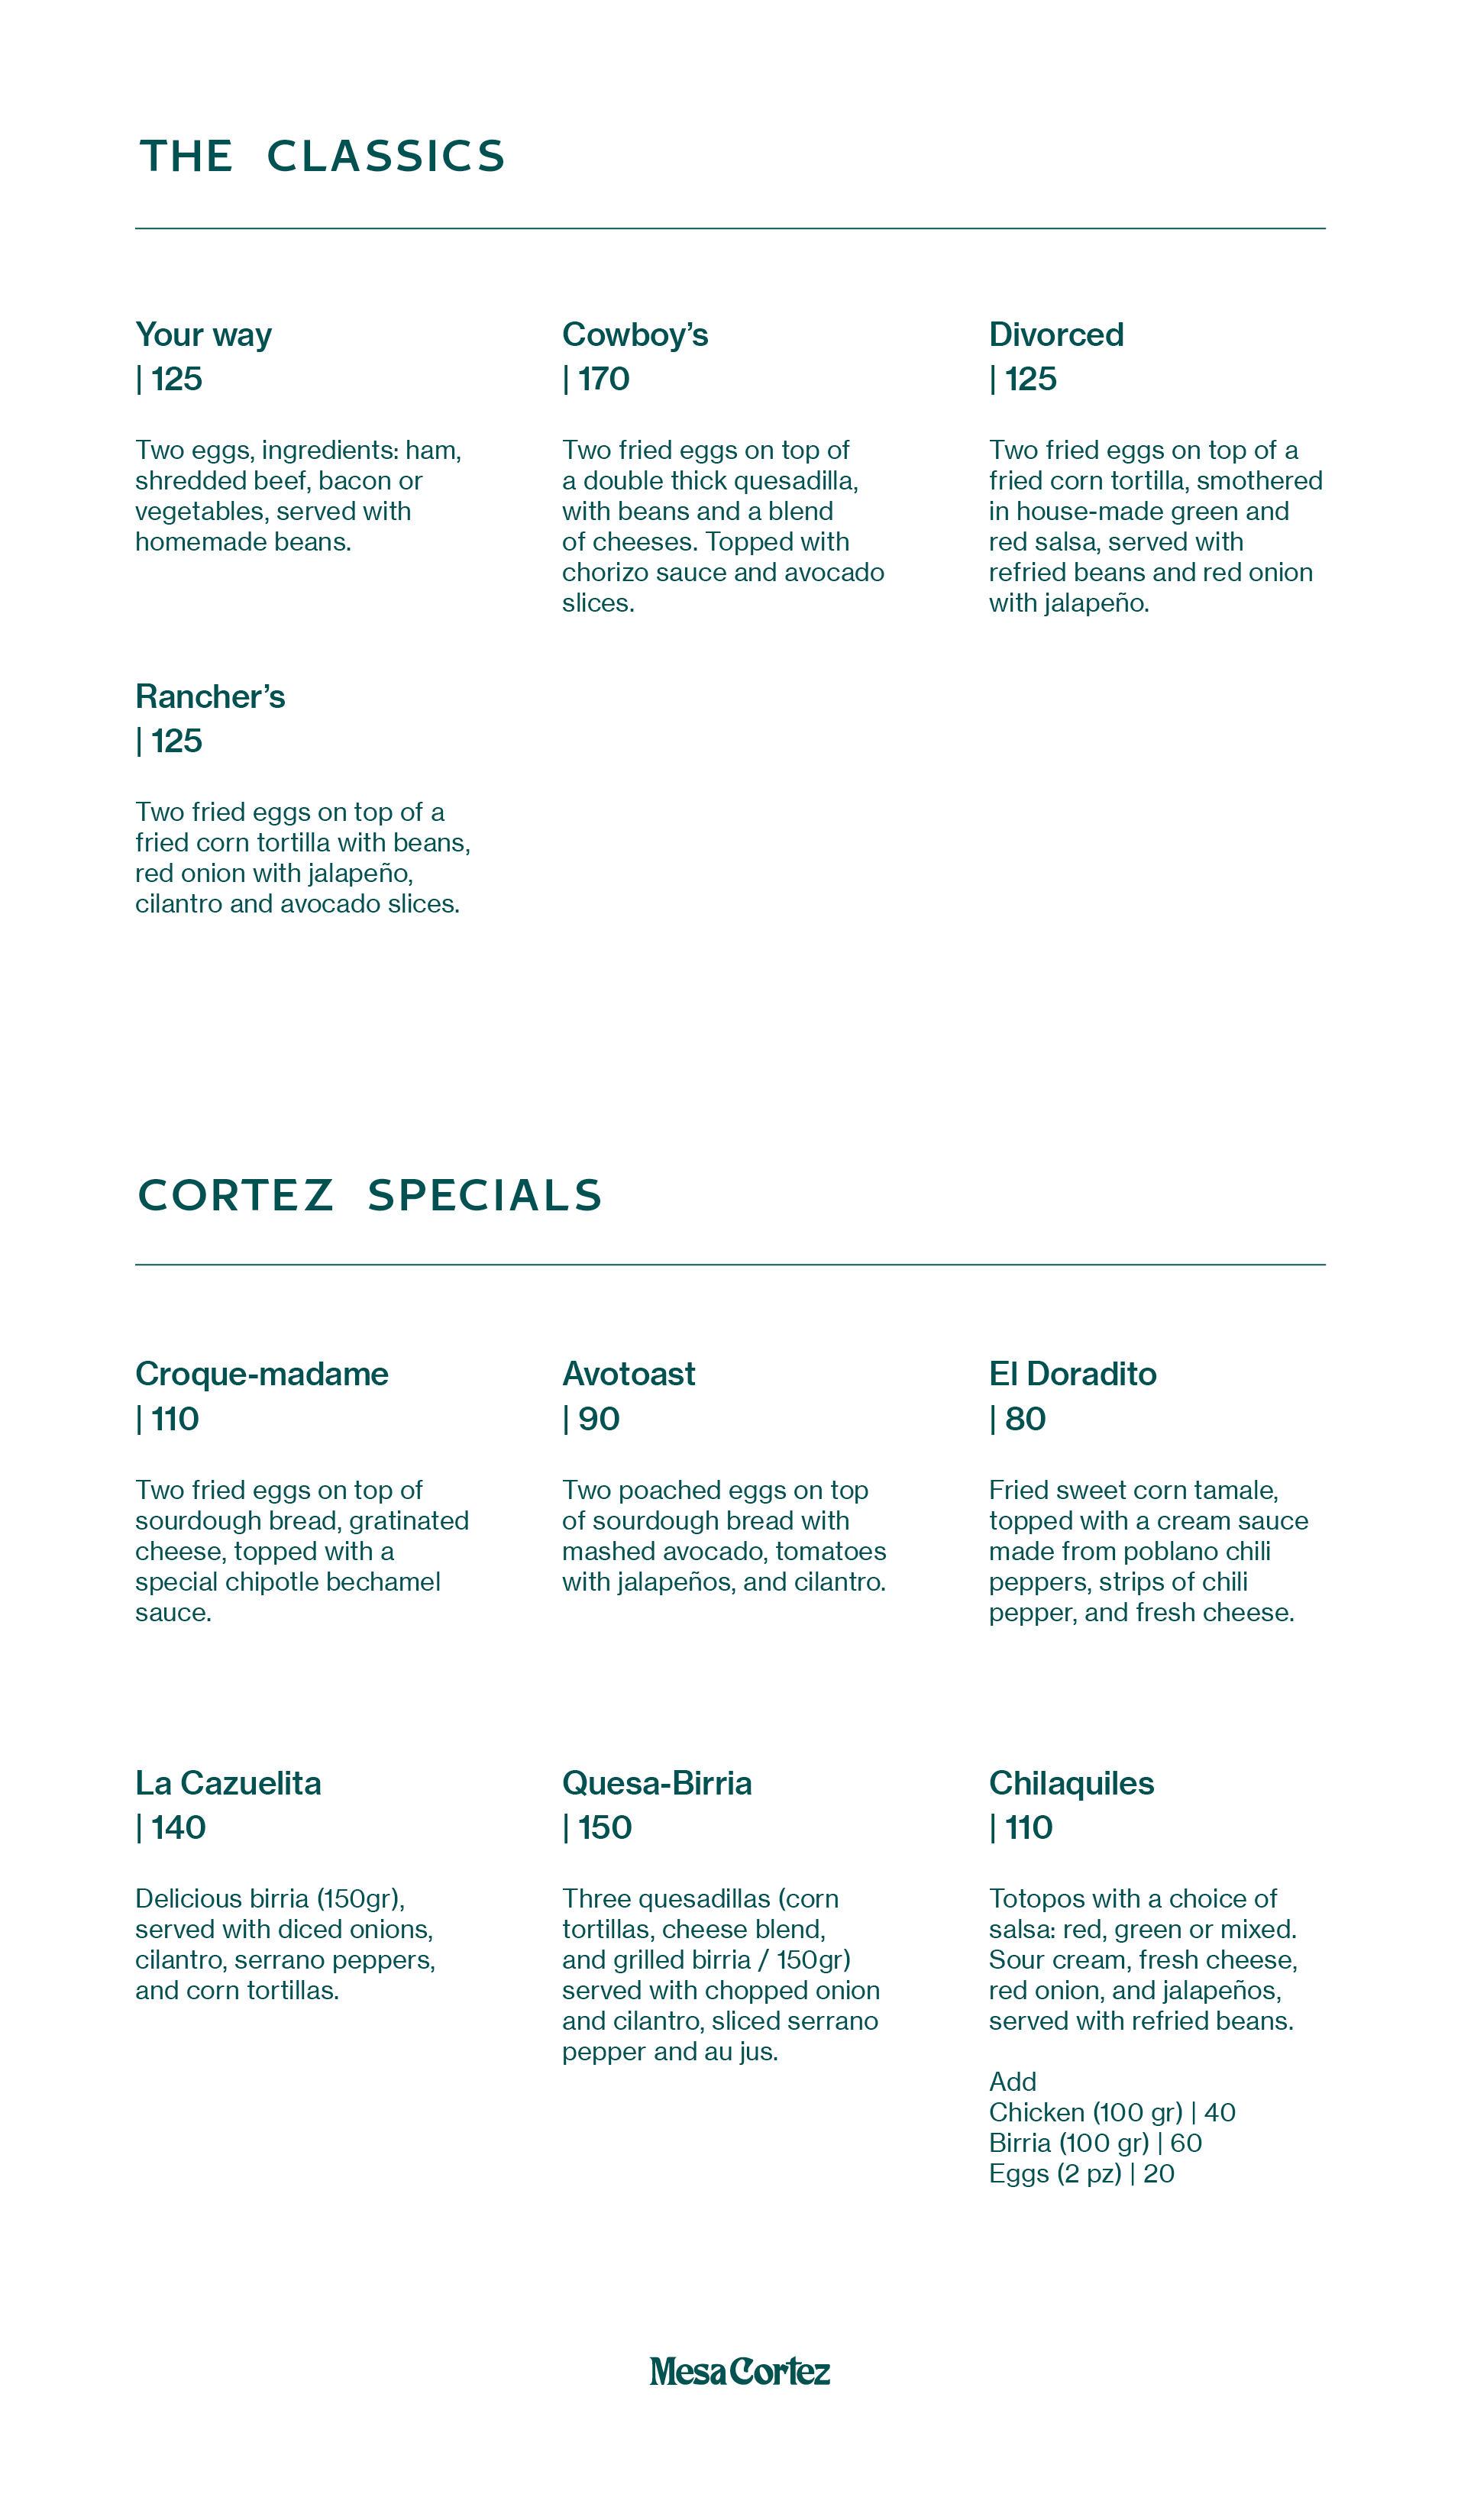 THE CLASSICS
Your way
| 125
Two eggs, ingredients: ham,
shredded beef, bacon or
vegetables, served with
homemade beans.
Cowboy’s
| 170
Two fried eggs on top of
a double thick quesadilla,
with beans and a blend
of cheeses. Topped with
chorizo sauce and avocado
slices.
Divorced
| 125
Two fried eggs on top of a
fried corn tortilla, smothered
in house-made green and
red salsa, served with
refried beans and red onion
with jalapeño.
Rancher’s
| 125
Two fried eggs on top of a
fried corn tortilla with beans,
red onion with jalapeño,
cilantro and avocado slices.
CORTEZ SPECIALS
Croque-madame
| 110
Two fried eggs on top of
sourdough bread, gratinated
cheese, topped with a
special chipotle bechamel
sauce.
Avotoast
| 90
Two poached eggs on top
of sourdough bread with
mashed avocado, tomatoes
with jalapeños, and cilantro.
El Doradito
| 80
Fried sweet corn tamale,
topped with a cream sauce
made from poblano chili
peppers, strips of chili
pepper, and fresh cheese.
La Cazuelita
| 140
Delicious birria (150gr),
served with diced onions,
cilantro, serrano peppers,
and corn tortillas.
Quesa-Birria
| 150
Three quesadillas (corn
tortillas, cheese blend,
and grilled birria / 150gr)
served with chopped onion
and cilantro, sliced serrano
pepper and au jus.
Chilaquiles
| 110
Totopos with a choice of
salsa: red, green or mixed.
Sour cream, fresh cheese,
red onion, and jalapeños,
served with refried beans.
Add
Chicken (100 gr) | 40
Birria (100 gr) | 60
Eggs (2 pz) | 20
Mesa Cortez